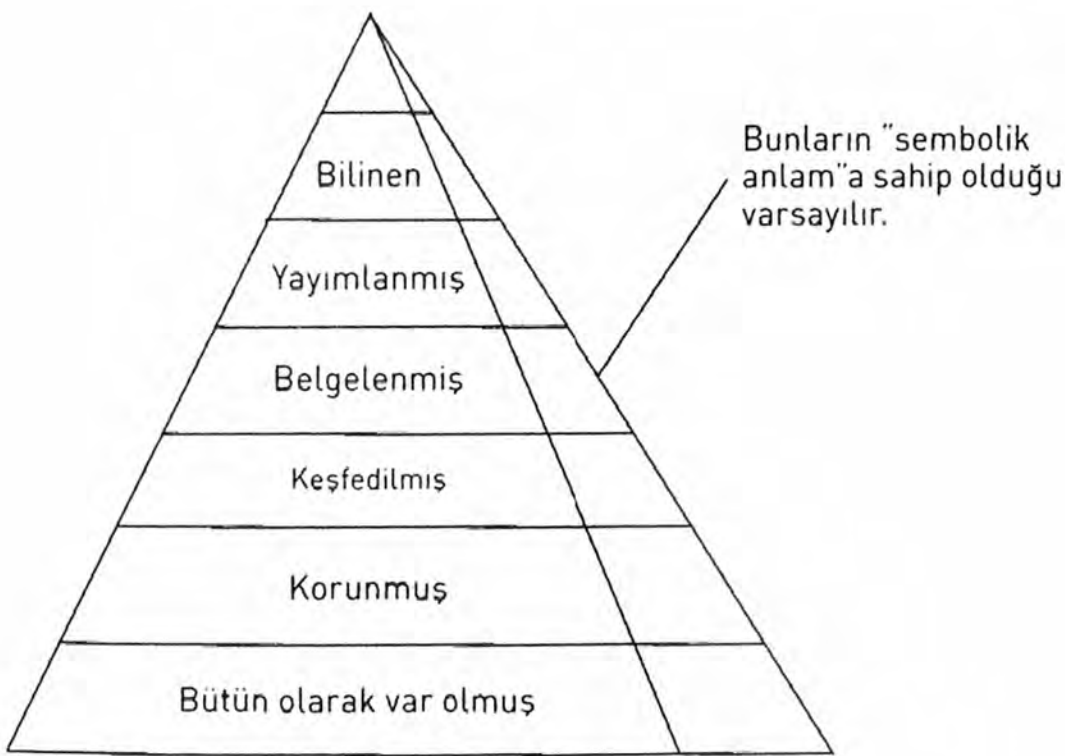 Bilinen
Yayımlanmış
Belgelenmiş
Keşfedilmiş
Korunmuş
Bütün olarak var olmuş
Bunların "sembolik
anlam"a sahip olduğu
varsayılır.